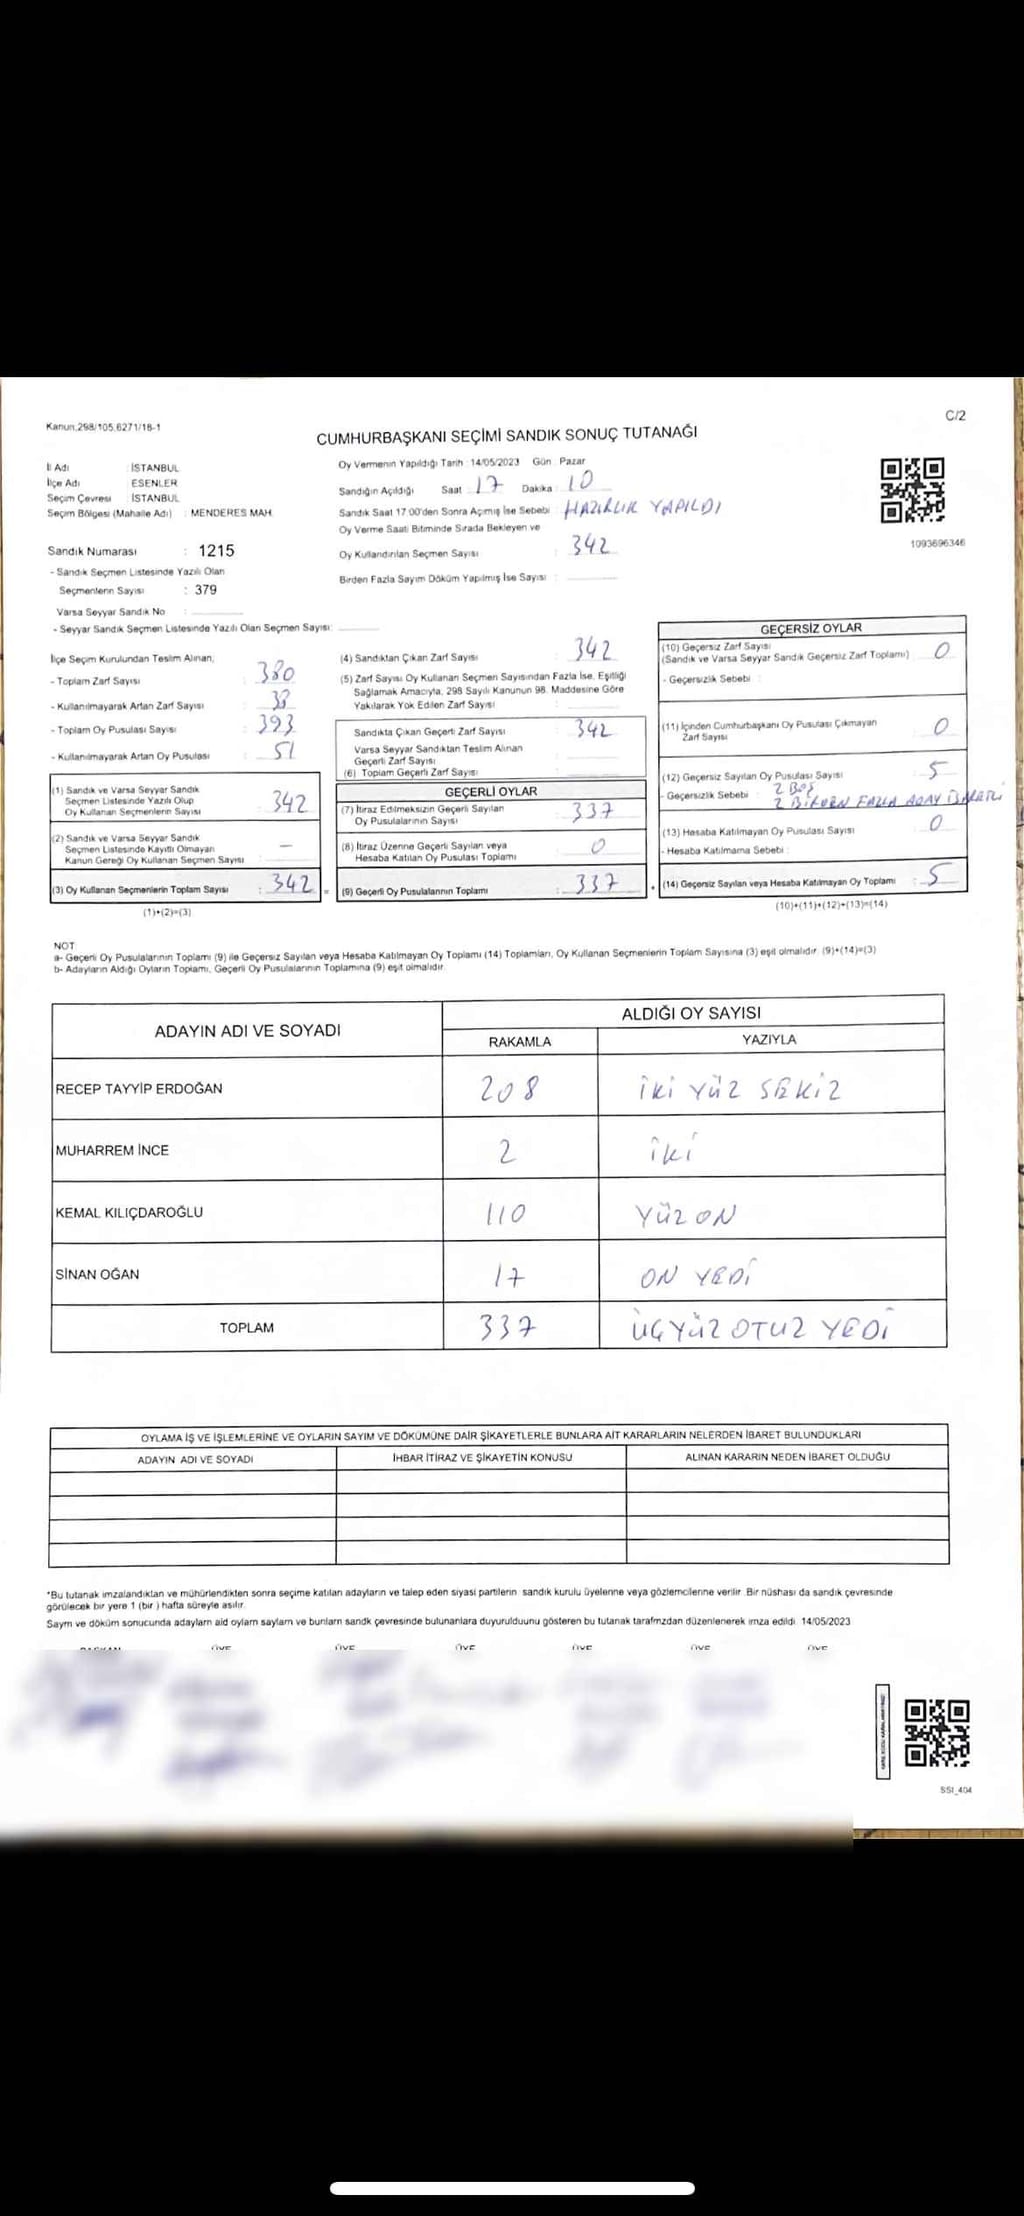 Kanun.298/105,6271/18-1
C/2
CUMHURBAŞKANI SEÇİMİ SANDIK SONUÇ TUTANAĞI
İl Adı : İSTANBUL
İlçe Adı : ESENLER
Seçim Çevresi : İSTANBUL
Seçim Bölgesi (Mahalle Adı) : MENDERES MAH.
Oy Vermenin Yapıldığı Tarih : 14/05/2023 Gün : Pazar
Sandığın Açıldığı Saat : 17 Dakika : 10
Sandık Saat 17:00'den Sonra Açımış İse Sebebi : HAZIRLIK YAPILDI
Oy Verme Saati Bitiminde Sırada Bekleyen ve
Oy Kullandırılan Seçmen Sayısı : 342
Birden Fazla Sayım Döküm Yapılmış İse Sayısı :
1093696346
Sandık Numarası : 1215
- Sandık Seçmen Listesinde Yazılı Olan
Seçmenlerin Sayısı : 379
Varsa Seyyar Sandık No :
- Seyyar Sandık Seçmen Listesinde Yazılı Olan Seçmen Sayısı:
İlçe Seçim Kurulundan Teslim Alınan;
- Toplam Zarf Sayısı : 380
- Kullanılmayarak Artan Zarf Sayısı : 38
- Toplam Oy Pusulası Sayısı : 393
- Kullanılmayarak Artan Oy Pusulası : 51
(1) Sandık ve Varsa Seyyar Sandık
Seçmen Listesinde Yazılı Olup
Oy Kullanan Seçmenlerin Sayısı : 342
(2) Sandık ve Varsa Seyyar Sandık
Seçmen Listesinde Kayıtlı Olmayan
Kanun Gereği Oy Kullanan Seçmen Sayısı : -
(3) Oy Kullanan Seçmenlerin Toplam Sayısı : 342 =
(1)+(2)=(3)
(4) Sandıktan Çıkan Zarf Sayısı : 342
(5) Zarf Sayısı Oy Kullanan Seçmen Sayısından Fazla İse, Eşitliği
Sağlamak Amacıyla, 298 Sayılı Kanunun 98. Maddesine Göre
Yakılarak Yok Edilen Zarf Sayısı :
Sandıkta Çıkan Geçerli Zarf Sayısı : 342
Varsa Seyyar Sandıktan Teslim Alınan
Geçerli Zarf Sayısı
(6) Toplam Geçerli Zarf Sayısı :
GEÇERLİ OYLAR
(7) İtiraz Edilmeksizin Geçerli Sayılan
Oy Pusulalarının Sayısı : 337
(8) İtiraz Üzerine Geçerli Sayılan veya
Hesaba Katılan Oy Pusulası Toplamı : 0
(9) Geçerli Oy Pusulalarının Toplamı : 337 +
GEÇERSİZ OYLAR
(10) Geçersiz Zarf Sayısı
(Sandık ve Varsa Seyyar Sandık Geçersiz Zarf Toplamı) : 0
- Geçersizlik Sebebi :
(11) İçinden Cumhurbaşkanı Oy Pusulası Çıkmayan
Zarf Sayısı : 0
(12) Geçersiz Sayılan Oy Pusulası Sayısı : 5
- Geçersizlik Sebebi : 2 BOŞ
2 BİRDEN FAZLA ADAY İŞARETLİ
(13) Hesaba Katılmayan Oy Pusulası Sayısı : 0
- Hesaba Katılmama Sebebi :
(14) Geçersiz Sayılan veya Hesaba Katılmayan Oy Toplamı : 5
(10)+(11)+(12)+(13)=(14)
NOT
a- Geçerli Oy Pusulalarının Toplamı (9) ile Geçersiz Sayılan veya Hesaba Katılmayan Oy Toplamı (14) Toplamları, Oy Kullanan Seçmenlerin Toplam Sayısına (3) eşit olmalıdır. (9)+(14)=(3)
b- Adayların Aldığı Oyların Toplamı, Geçerli Oy Pusulalarının Toplamına (9) eşit olmalıdır.
ADAYIN ADI VE SOYADI
ALDIĞI OY SAYISI
RAKAMLA YAZIYLA
RECEP TAYYİP ERDOĞAN 208 İKİ YÜZ SEKİZ
MUHARREM İNCE 2 İKİ
KEMAL KILIÇDAROĞLU 110 YÜZ ON
SİNAN OĞAN 17 ON YEDİ
TOPLAM 337 ÜÇ YÜZ OTUZ YEDİ
OYLAMA İŞ VE İŞLEMLERİNE VE OYLARIN SAYIM VE DÖKÜMÜNE DAİR ŞİKAYETLERLE BUNLARA AİT KARARLARIN NELERDEN İBARET BULUNDUKLARI
ADAYIN ADI VE SOYADI İHBAR İTİRAZ VE ŞİKAYETİN KONUSU ALINAN KARARIN NEDEN İBARET OLDUĞU
*Bu tutanak imzalandıktan ve mühürlendikten sonra seçime katılan adayların ve talep eden siyasi partilerin sandık kurulu üyelerine veya gözlemcilerine verilir. Bir nüshası da sandık çevresinde
görülecek bir yere 1 (bir ) hafta süreyle asılır.
Sayım ve döküm sonucunda adaylarn aid oylarn sayların ve bunların sandk çevresinde bulunanlara duyurulduunu gösteren bu tutanak tarafmzdan düzenlenerek imza edildi. 14/05/2023
BAŞKAN ÜYE ÜYE ÜYE ÜYE ÜYE ÜYE
SSI_404